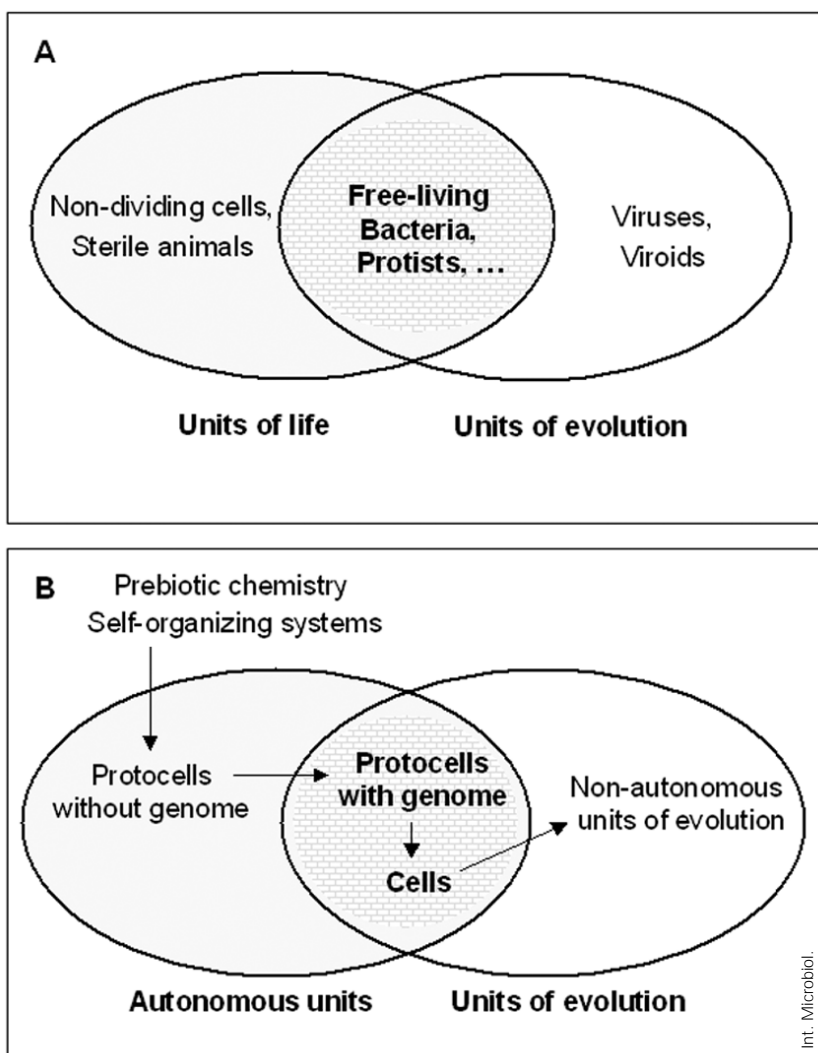 A
Non-dividing cells,
Sterile animals
Free-living
Bacteria,
Protists, …
Viruses,
Viroids
Units of life
Units of evolution
B
Prebiotic chemistry
Self-organizing systems
Protocells
without genome
Protocells
with genome
Cells
Non-autonomous
units of evolution
Autonomous units
Units of evolution
Int. Microbiol.